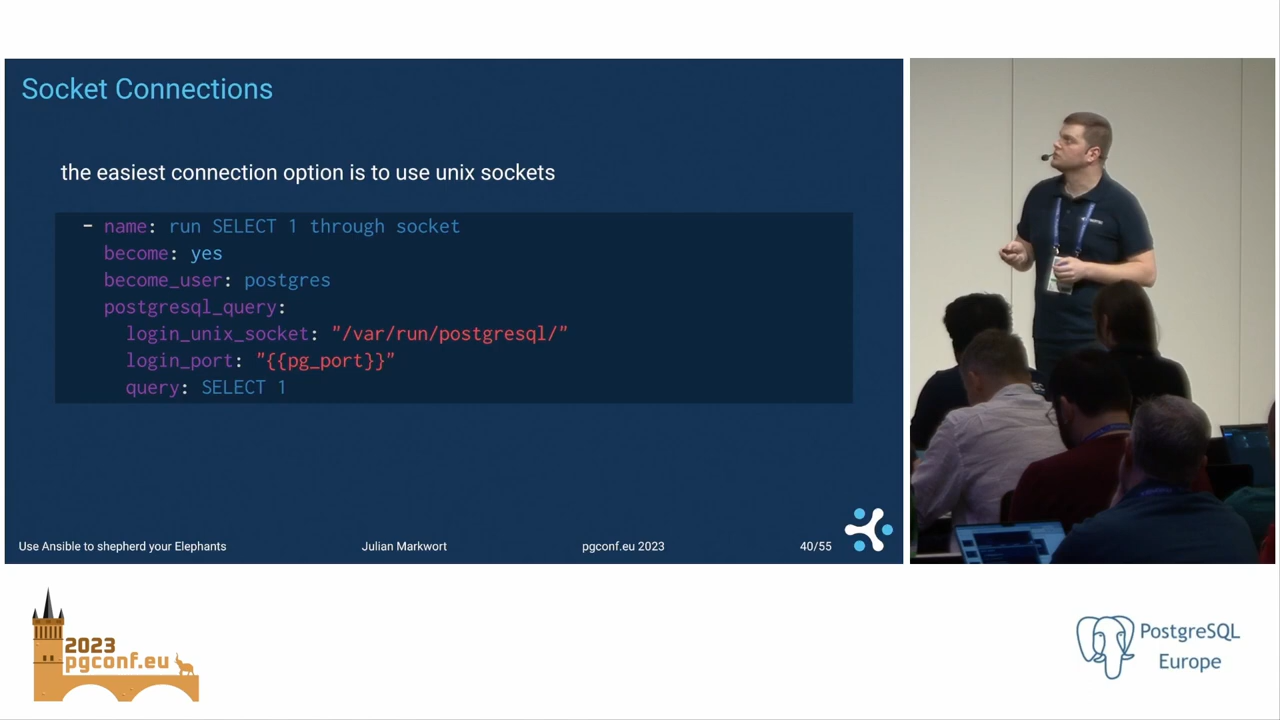 Socket Connections
the easiest connection option is to use unix sockets
- name: run SELECT 1 through socket
become: yes
become_user: postgres
postgresql_query:
login_unix_socket: "/var/run/postgresql/"
login_port: "{{pg_port}}"
query: SELECT 1
Use Ansible to shepherd your Elephants
Julian Markwort
pgconf.eu 2023
40/55
2023
pgconf.eu
PostgreSQL
Europe